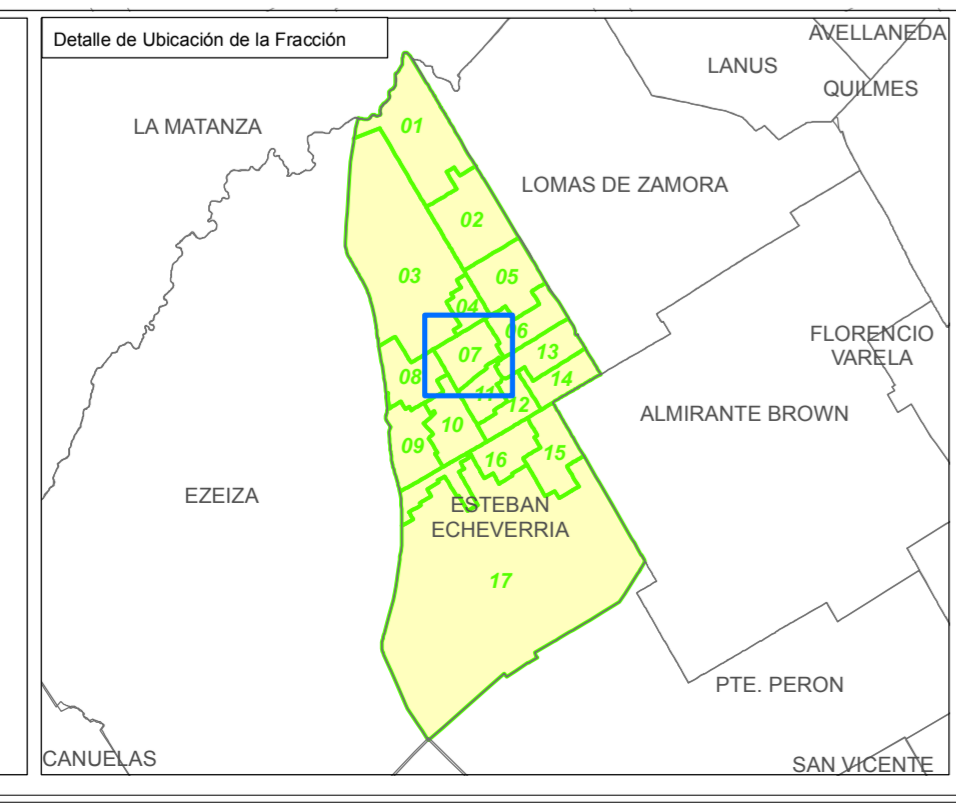 Detalle de Ubicación de la Fracción
AVELLANEDA
LANUS
QUILMES
LA MATANZA
01
LOMAS DE ZAMORA
02
03
05
04
06
FLORENCIO
VARELA
07
13
08
14
11
12
ALMIRANTE BROWN
10
09
15
16
EZEIZA
ESTEBAN
ECHEVERRIA
17
PTE. PERON
CANUELAS
SAN VICENTE